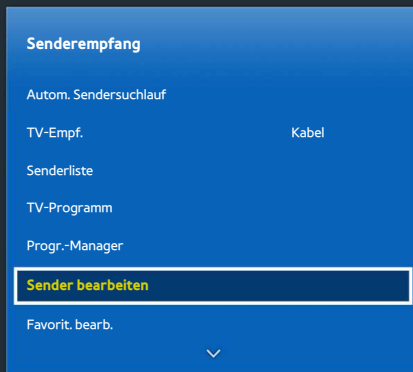 Senderempfang
Autom. Sendersuchlauf
TV-Empf. Kabel
Senderliste
TV-Programm
Progr.-Manager
Sender bearbeiten
Favorit. bearb.